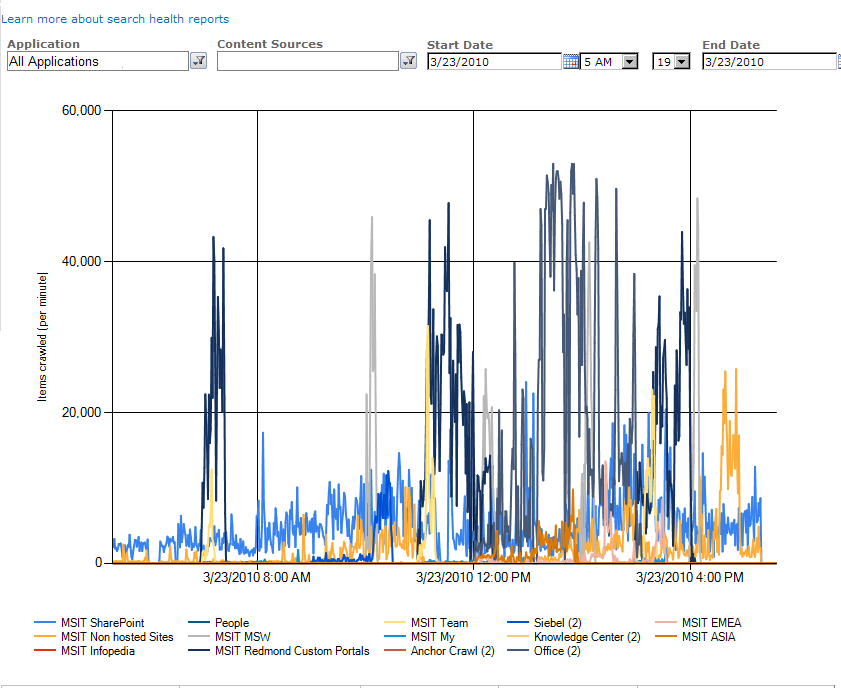 Learn more about search health reports
Application Content Sources Start Date End Date
All Applications 3/23/2010 5 AM 19 3/23/2010
60,000
40,000
20,000
0
Items crawled (per minute)
3/23/2010 8:00 AM 3/23/2010 12:00 PM 3/23/2010 4:00 PM
MSIT SharePoint People MSIT Team Siebel (2) MSIT EMEA
MSIT Non hosted Sites MSIT MSW MSIT My Knowledge Center (2) MSIT ASIA
MSIT Infopedia MSIT Redmond Custom Portals Anchor Crawl (2) Office (2)